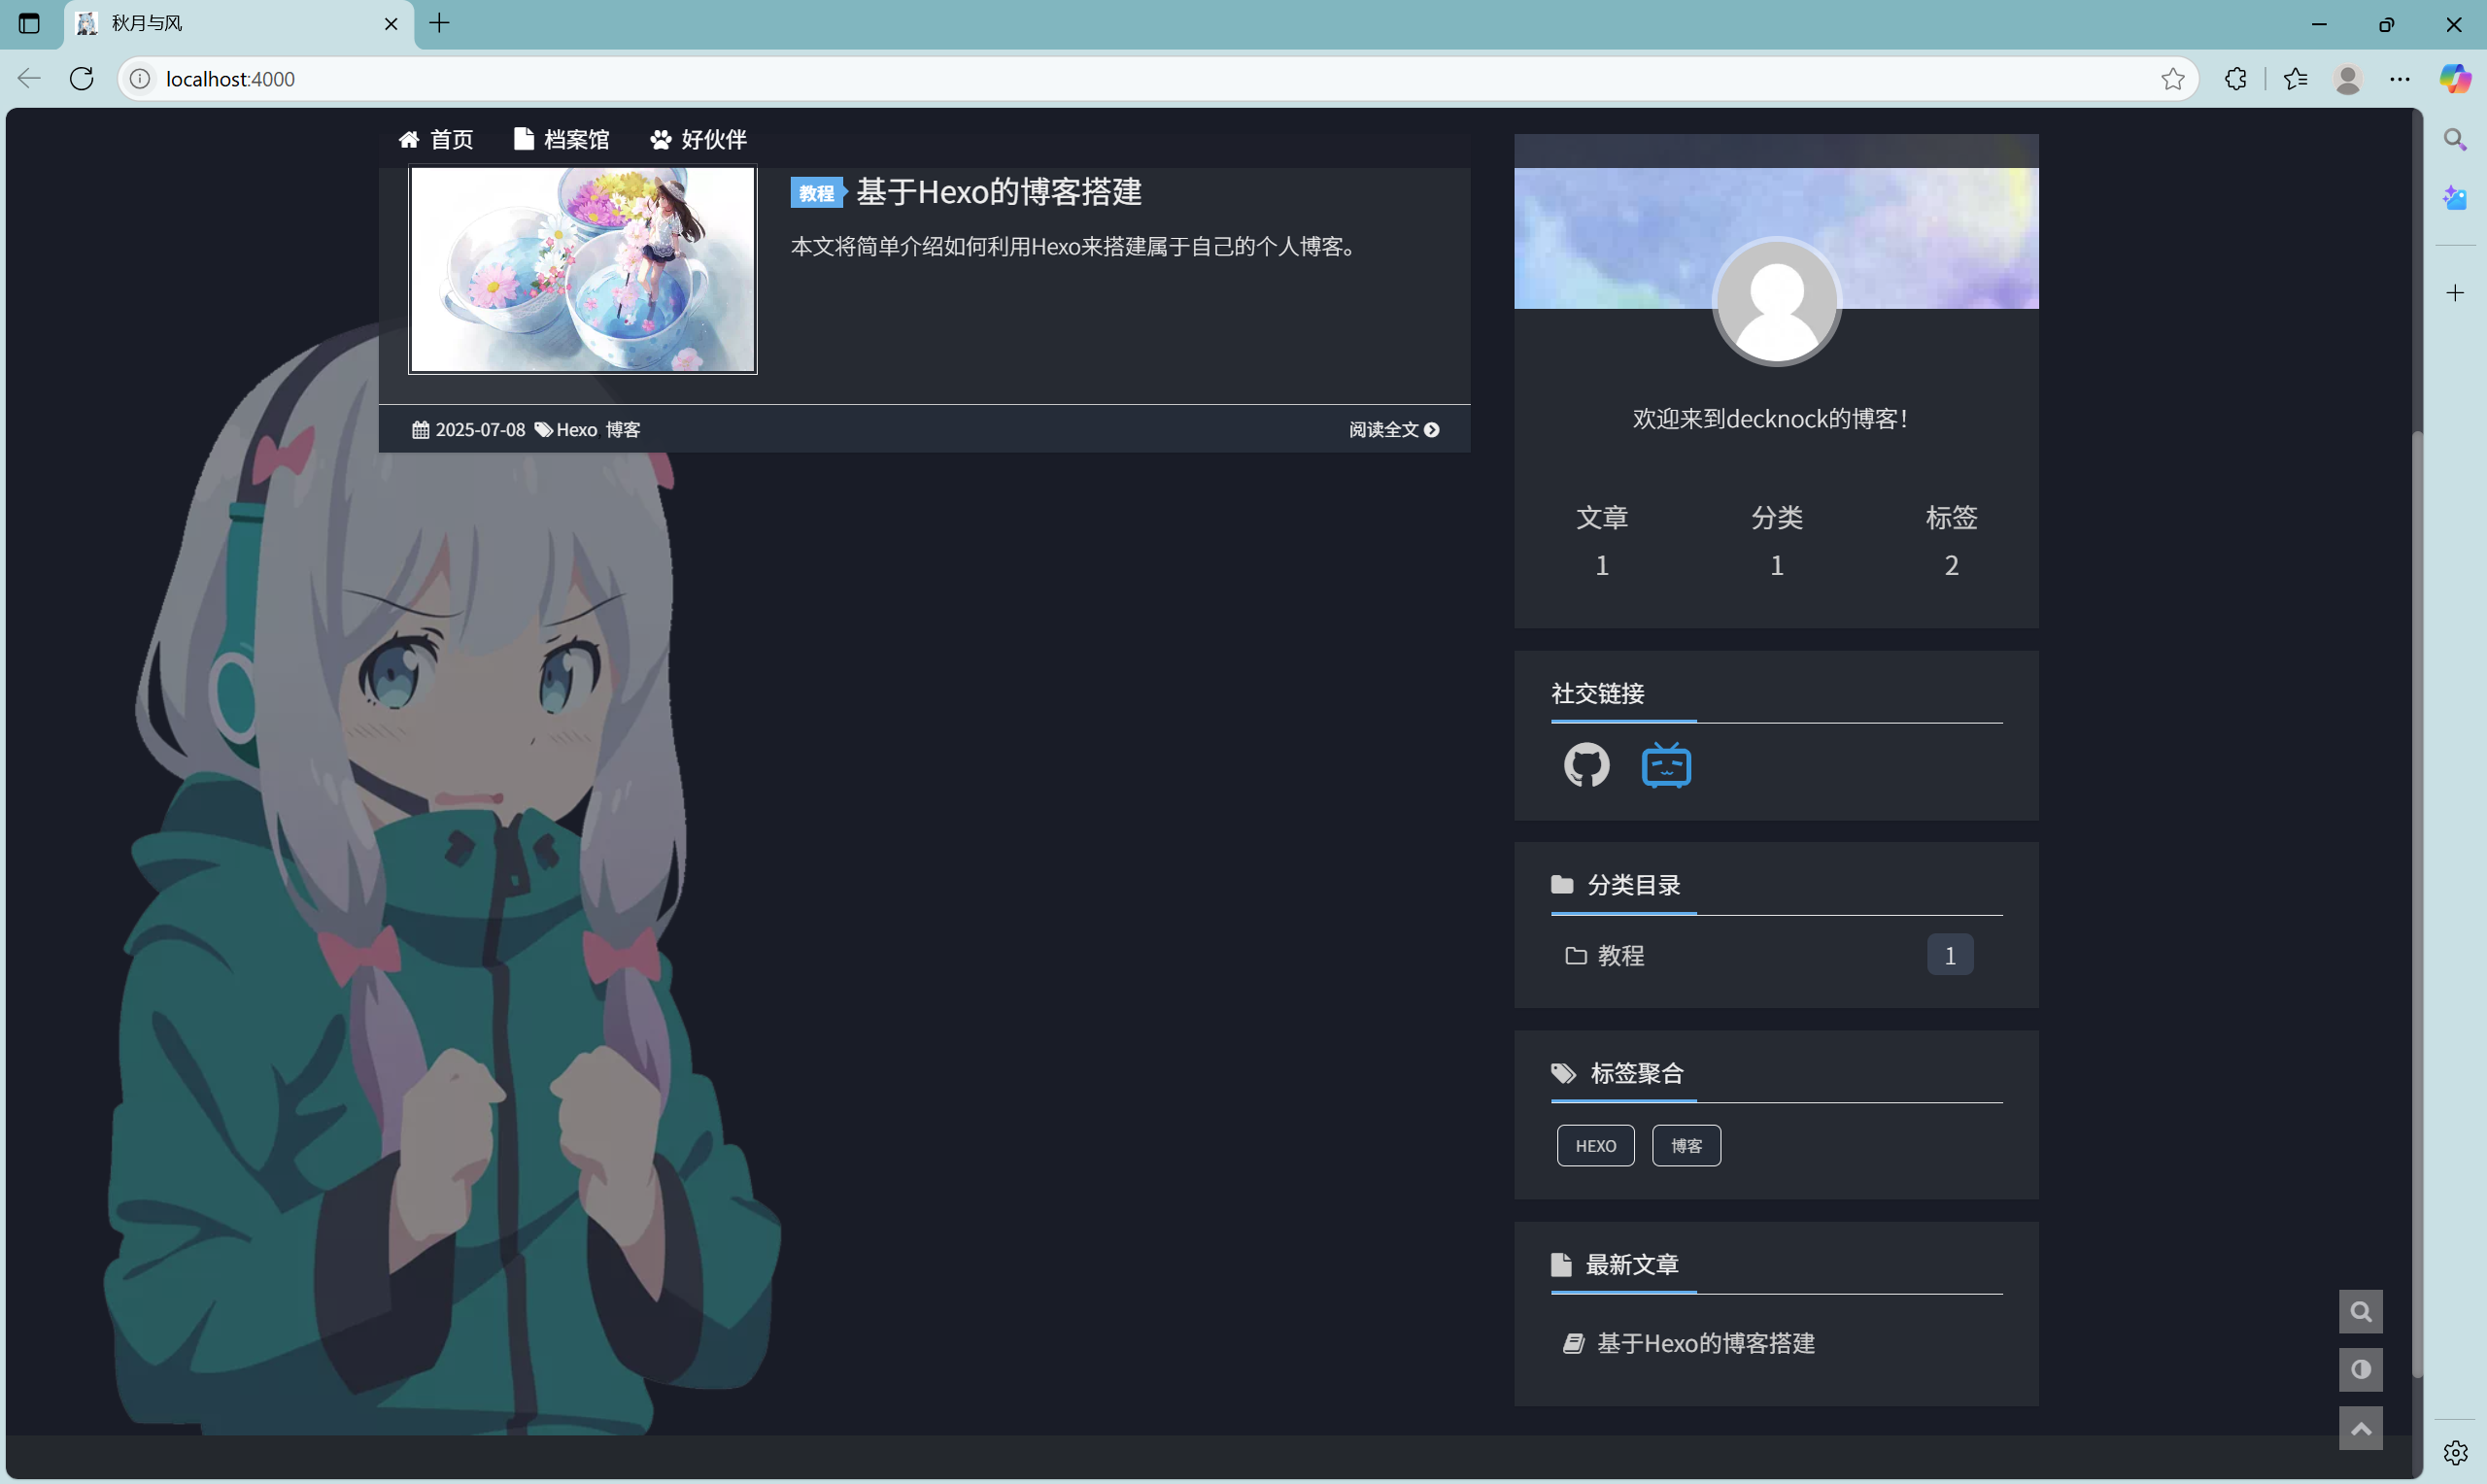 秋月与风
localhost:4000
首页 档案馆 好伙伴
教程 基于Hexo的博客搭建
本文将简单介绍如何利用Hexo来搭建属于自己的个人博客。
2025-07-08 Hexo 博客 阅读全文
欢迎来到decknock的博客！
文章 分类 标签
1 1 2
社交链接
分类目录
教程 1
标签聚合
HEXO 博客
最新文章
基于Hexo的博客搭建